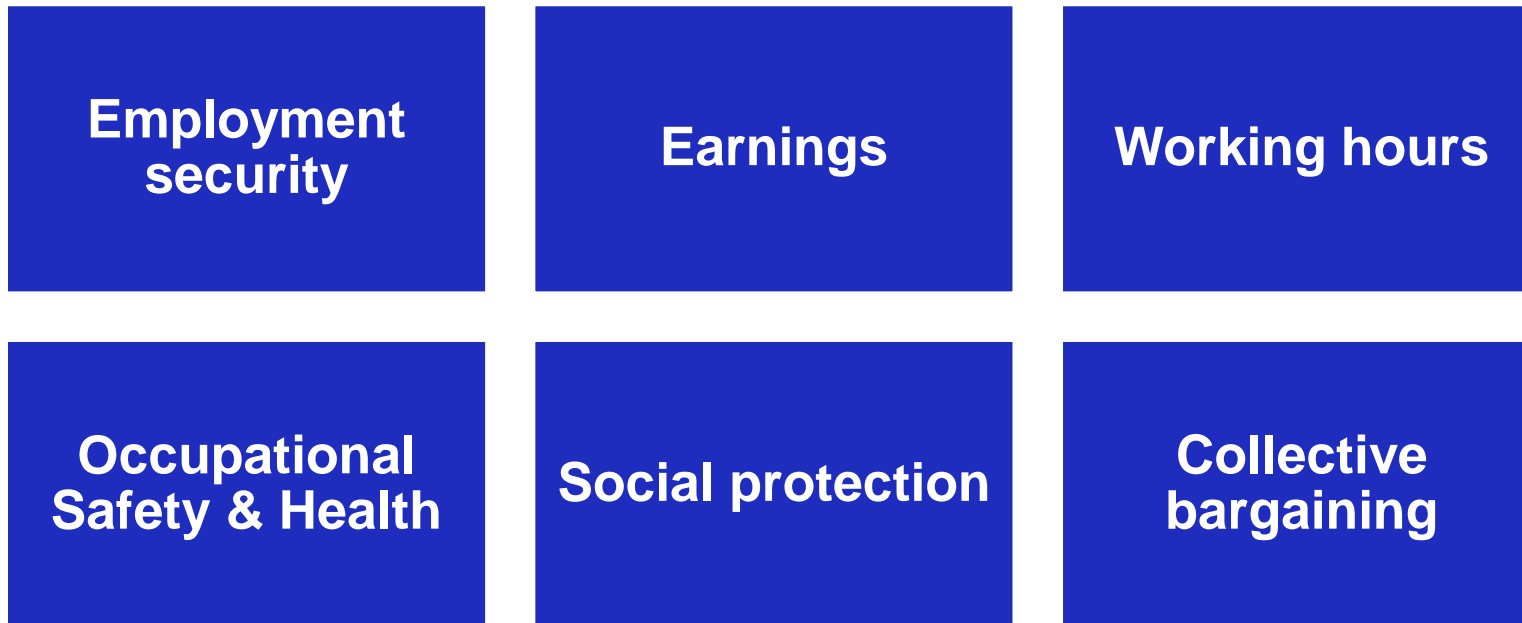 Employment
security
Earnings
Working hours
Occupational
Safety & Health
Social protection
Collective
bargaining